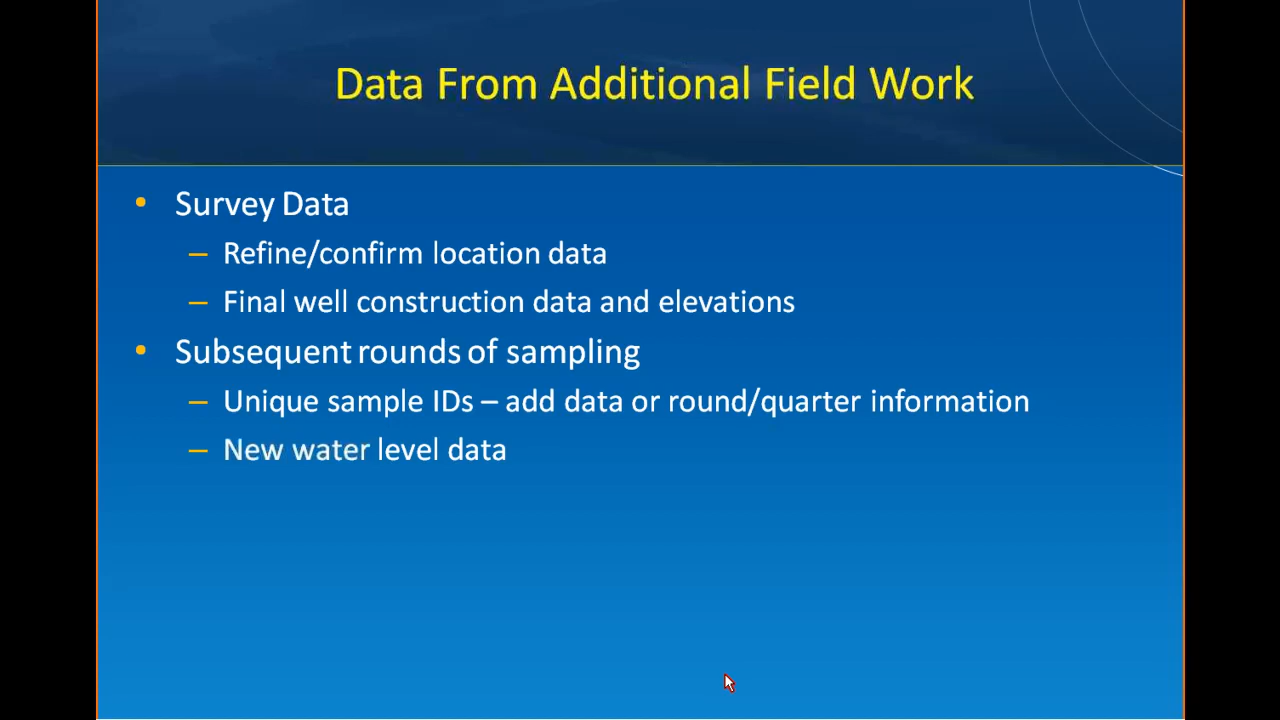 Data From Additional Field Work
• Survey Data
– Refine/confirm location data
– Final well construction data and elevations
• Subsequent rounds of sampling
– Unique sample IDs – add data or round/quarter information
– New water level data